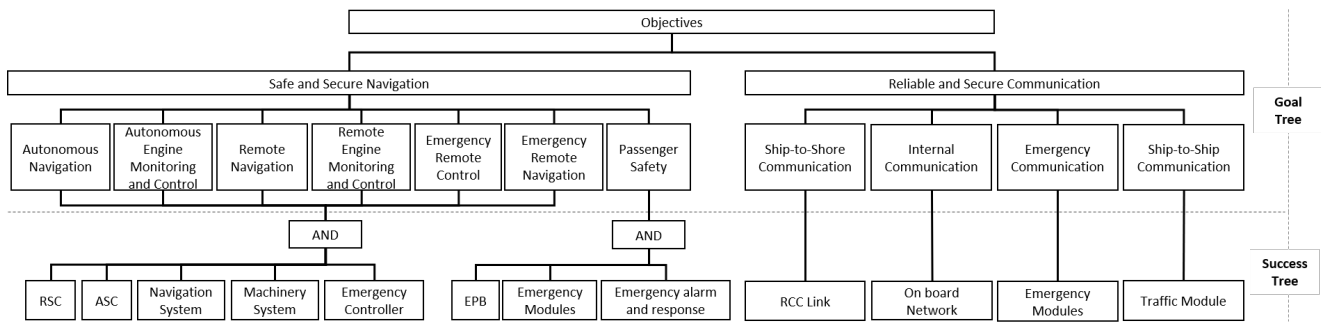 Objectives
Safe and Secure Navigation
Reliable and Secure Communication
Goal
Tree
Autonomous
Navigation
Autonomous
Engine
Monitoring
and Control
Remote
Navigation
Remote
Engine
Monitoring
and Control
Emergency
Remote
Control
Emergency
Remote
Navigation
Passenger
Safety
Ship-to-Shore
Communication
Internal
Communication
Emergency
Communication
Ship-to-Ship
Communication
AND
AND
Success
Tree
RSC
ASC
Navigation
System
Machinery
System
Emergency
Controller
EPB
Emergency
Modules
Emergency alarm
and response
RCC Link
On board
Network
Emergency
Modules
Traffic Module